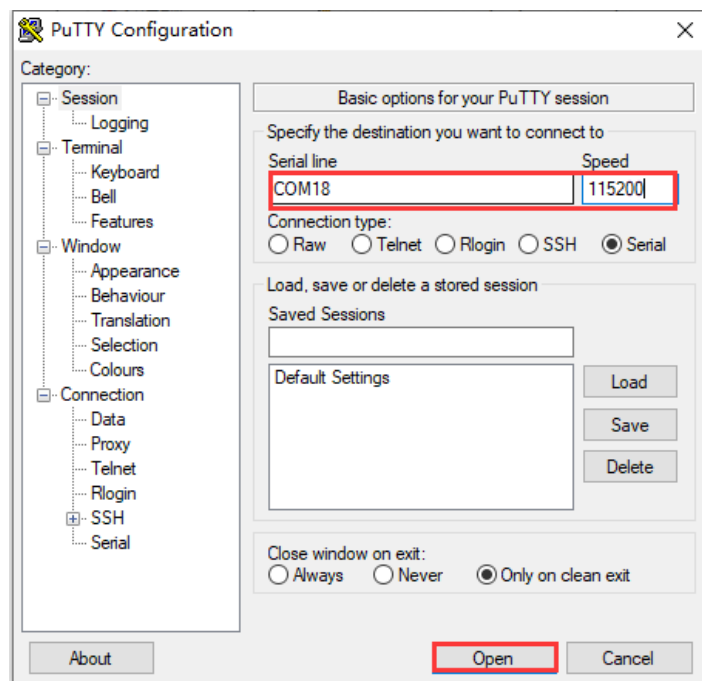 PuTTY Configuration
Category:
Session
Logging
Terminal
Keyboard
Bell
Features
Window
Appearance
Behaviour
Translation
Selection
Colours
Connection
Data
Proxy
Telnet
Rlogin
SSH
Serial
Basic options for your PuTTY session
Specify the destination you want to connect to
Serial line Speed
COM18 115200
Connection type:
Raw Telnet Rlogin SSH Serial
Load, save or delete a stored session
Saved Sessions
Default Settings
Load
Save
Delete
Close window on exit:
Always Never Only on clean exit
About Open Cancel